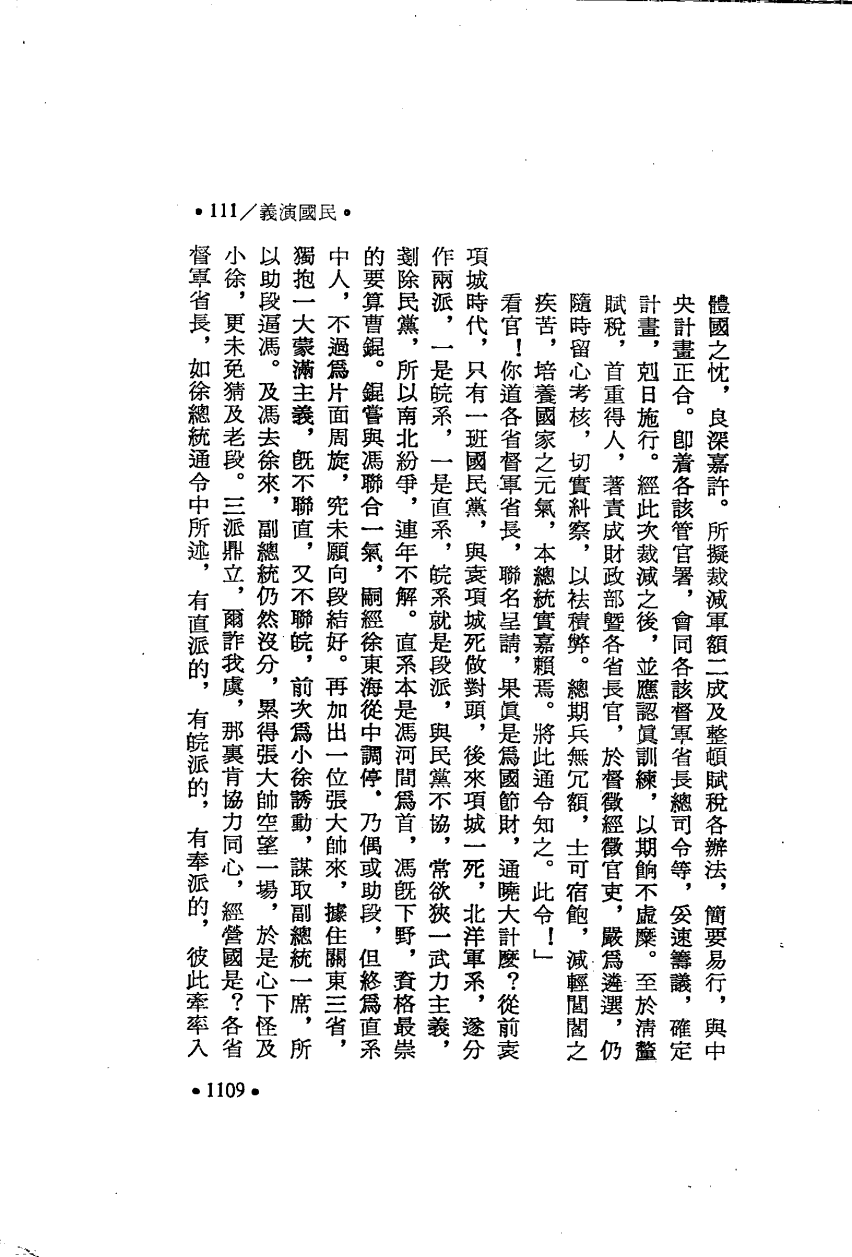 •111／義演國民•
體國之忱，良深嘉許。所擬裁減軍額二成及整頓賦稅各辦法，簡要易行，與中
央計畫正合。卽着各該管官署，會同各該督軍省長總司令等，妥速籌議，確定
計畫，剋日施行。經此次裁減之後，並應認眞訓練，以期餉不虛糜。至於清釐
賦稅，首重得人，著責成財政部暨各省長官，於督徵經徵官吏，嚴爲遴選，仍
隨時留心考核，切實糾察，以祛積弊。總期兵無冗額，士可宿飽，減輕閭閻之
疾苦，培養國家之元氣，本總統實嘉賴焉。將此通令知之。此令！」
看官！你道各省督軍省長，聯名呈請，果眞是爲國節財，通曉大計麽？從前袁
項城時代，只有一班國民黨，與袁項城死做對頭，後來項城一死，北洋軍系，遂分
作兩派，一是皖系，一是直系，皖系就是段派，與民黨不協，常欲狹一武力主義，
剗除民黨，所以南北紛爭，連年不解。直系本是馮河間爲首，馮旣下野，資格最崇
的要算曹錕。錕嘗與馮聯合一氣，嗣經徐東海從中調停，乃偶或助段，但終爲直系
中人，不過爲片面周旋，究未願向段結好。再加出一位張大帥來，據住關東三省，
獨抱一大蒙滿主義，旣不聯直，又不聯皖，前次爲小徐誘動，謀取副總統一席，所
以助段逼馮。及馮去徐來，副總統仍然沒分，累得張大帥空望一場，於是心下怪及
小徐，更未免猜及老段。三派鼎立，爾詐我虞，那裏肯協力同心，經營國是？各省
督軍省長，如徐總統通令中所述，有直派的，有皖派的，有奉派的，彼此牽率入
•1109•